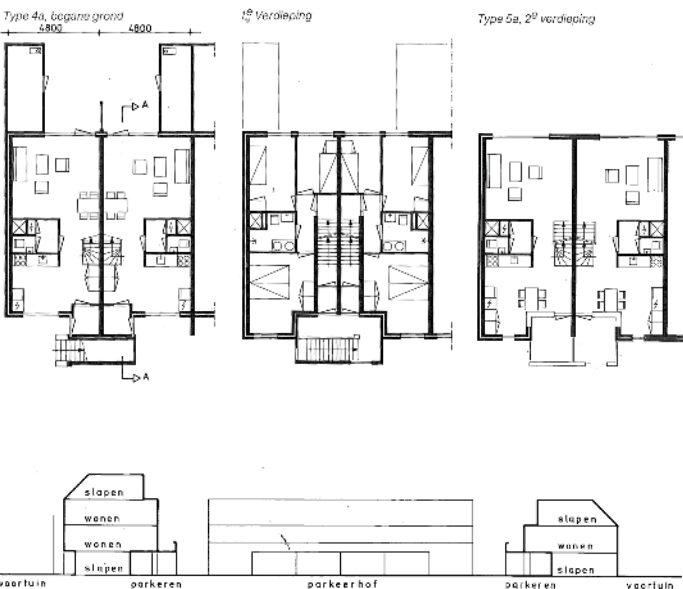 Type 4a, begane grond
1e Verdieping
Type 5a, 2e verdieping
4800 4800
A
A
slapen
wonen
wonen
slapen
slapen
wonen
slapen
voortuin parkeren parkeerhof parkeren voortuin